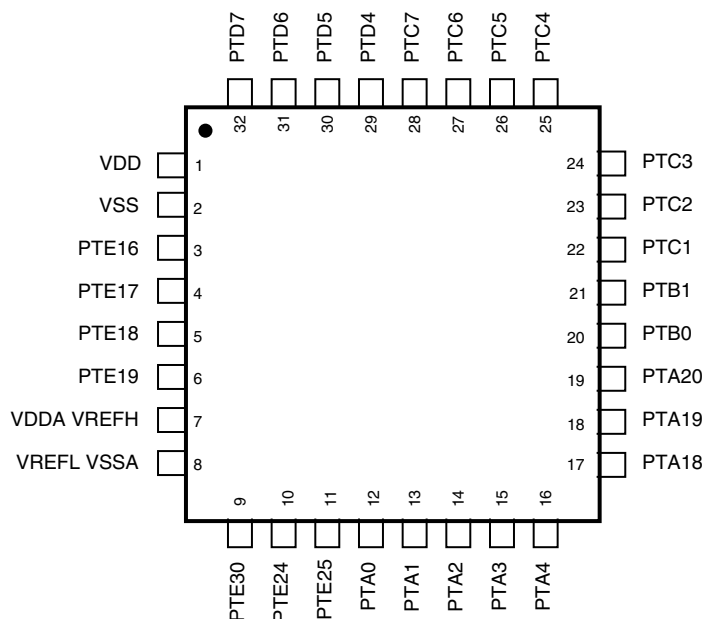 PTD7 PTD6 PTD5 PTD4 PTC7 PTC6 PTC5 PTC4
32 31 30 29 28 27 26 25
VDD 1 24 PTC3
VSS 2 23 PTC2
PTE16 3 22 PTC1
PTE17 4 21 PTB1
PTE18 5 20 PTB0
PTE19 6 19 PTA20
VDDA VREFH 7 18 PTA19
VREFL VSSA 8 17 PTA18
9 10 11 12 13 14 15 16
PTE30 PTE24 PTE25 PTA0 PTA1 PTA2 PTA3 PTA4